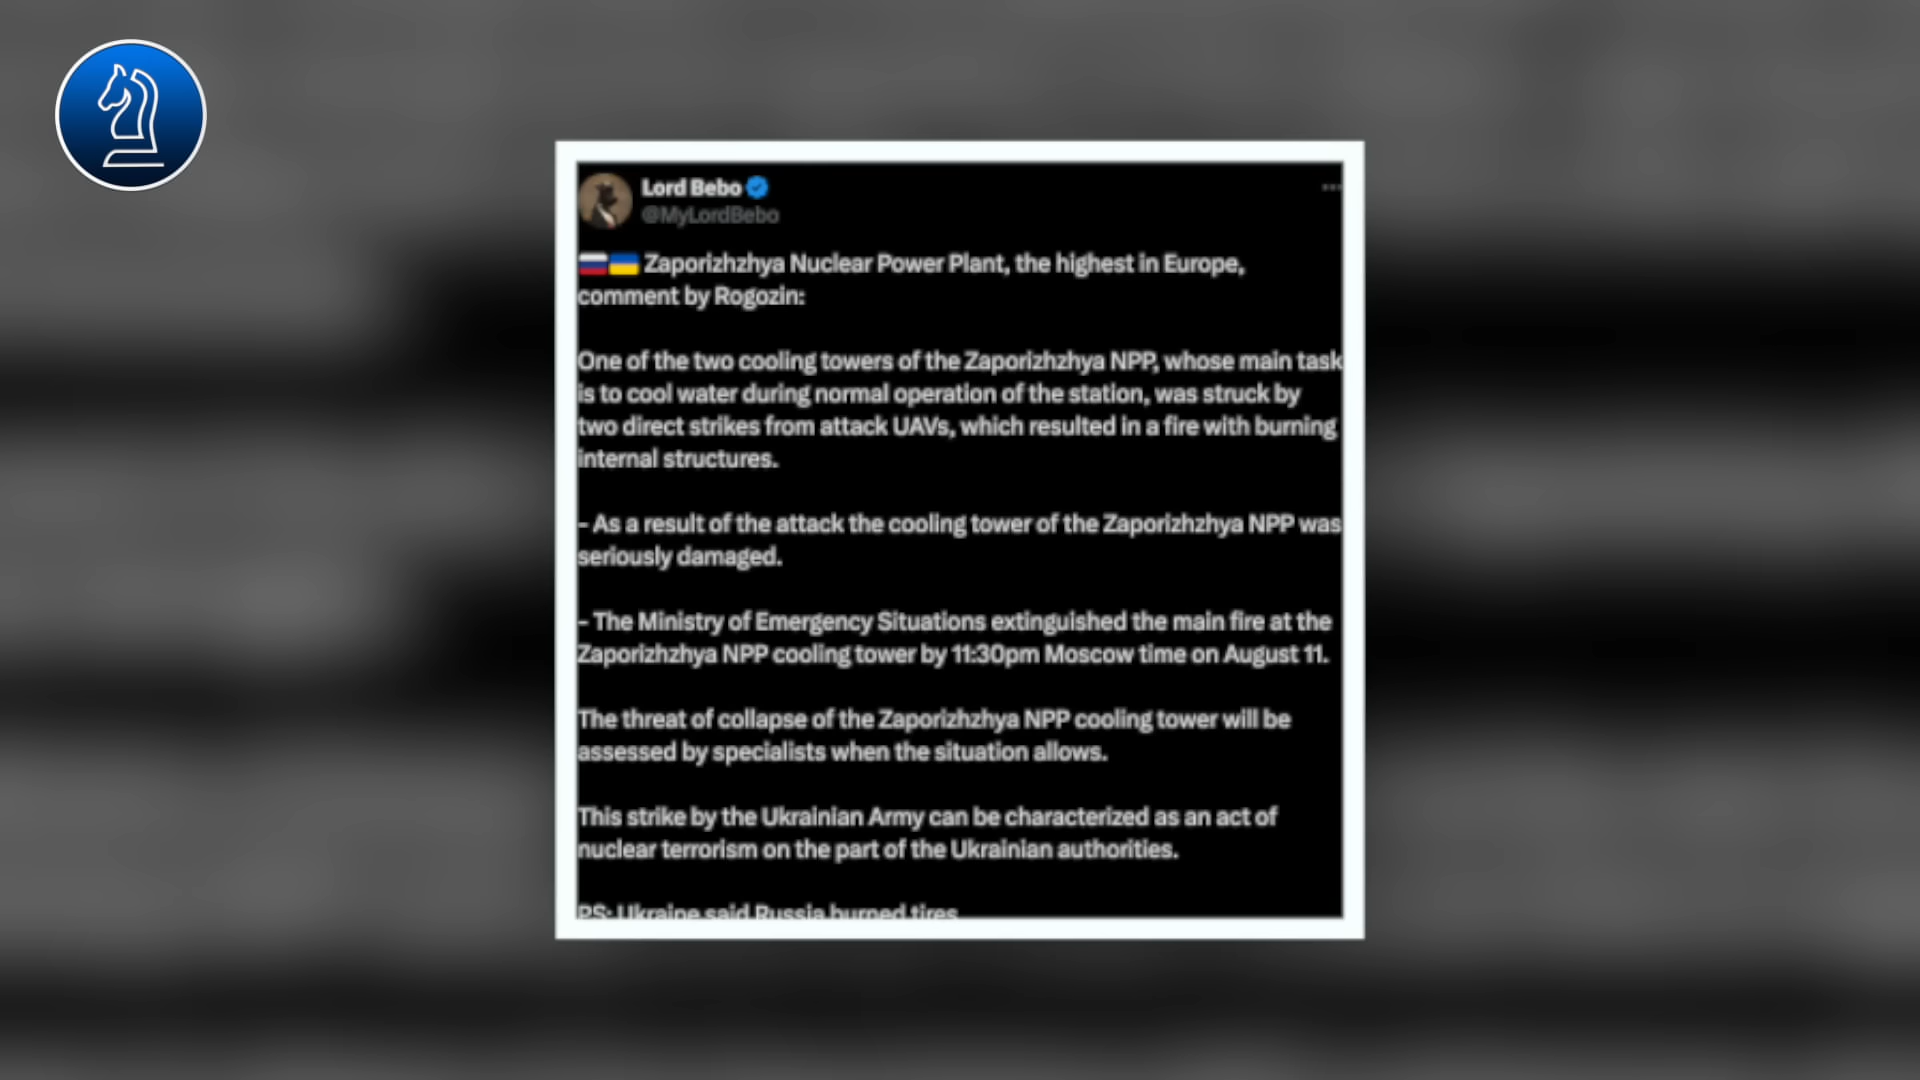 Lord Bebo
@MyLordBebo
Zaporizhzhya Nuclear Power Plant, the highest in Europe,
comment by Rogozin:
One of the two cooling towers of the Zaporizhzhya NPP, whose main task
is to cool water during normal operation of the station, was struck by
two direct strikes from attack UAVs, which resulted in a fire with burning
internal structures.
- As a result of the attack the cooling tower of the Zaporizhzhya NPP was
seriously damaged.
- The Ministry of Emergency Situations extinguished the main fire at the
Zaporizhzhya NPP cooling tower by 11:30pm Moscow time on August 11.
The threat of collapse of the Zaporizhzhya NPP cooling tower will be
assessed by specialists when the situation allows.
This strike by the Ukrainian Army can be characterized as an act of
nuclear terrorism on the part of the Ukrainian authorities.
PS: Ukraine said Russia burned tires